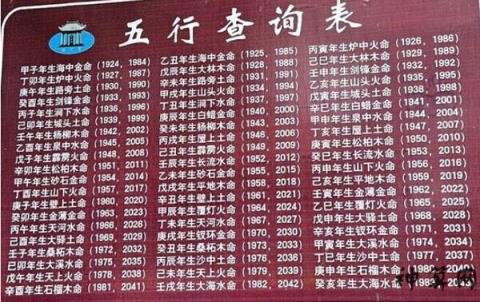 五行查询表
甲子年生海中金命(1924, 1984) 乙丑年生海中金命(1925, 1985) 丙寅年生炉中火命(1926, 1986)
丁卯年生炉中火命(1927, 1987) 戊辰年生大林木命(1928, 1988) 己巳年生大林木命(1929, 1989)
庚午年生路旁土命(1930, 1990) 辛未年生路旁土命(1931, 1991) 壬申年生剑锋金命(1932, 1992)
癸酉年生剑锋金命(1933, 1993) 甲戌年生山头火命(1934, 1994) 乙亥年生山头火命(1935, 1995)
丙子年生涧下水命(1936, 1996) 丁丑年生涧下水命(1937, 1997) 戊寅年生城头土命(1938, 1998)
己卯年生城头土命(1939, 1999) 庚辰年生白蜡金命(1940, 2000) 辛巳年生白蜡金命(1941, 2001)
壬午年生杨柳木命(1942, 2002) 癸未年生杨柳木命(1943, 2003) 甲申年生泉中水命(1944, 2004)
乙酉年生泉中水命(1945, 2005) 丙戌年生屋上土命(1946, 2006) 丁亥年生屋上土命(1947, 2007)
戊子年生霹雳火命(1948, 2008) 己丑年生霹雳火命(1949, 2009) 庚寅年生松柏木命(1950, 2010)
辛卯年生松柏木命(1951, 2011) 壬辰年生长流水命(1952, 2012) 癸巳年生长流水命(1953, 2013)
甲午年生砂石金命(1954, 2014) 乙未年生砂石金命(1955, 2015) 丙申年生山下火命(1956, 2016)
丁酉年生山下火命(1957, 2017) 戊戌年生平地木命(1958, 2018) 己亥年生平地木命(1959, 2019)
庚子年生壁上土命(1960, 2020) 辛丑年生壁上土命(1961, 2021) 壬寅年生金薄金命(1962, 2022)
癸卯年生金薄金命(1963, 2023) 甲辰年生覆灯火命(1964, 2024) 乙巳年生覆灯火命(1965, 2025)
丙午年生天河水命(1966, 2026) 丁未年生天河水命(1967, 2027) 戊申年生大驿土命(1968, 2028)
己酉年生大驿土命(1969, 2029) 庚戌年生钗环金命(1970, 2030) 辛亥年生钗环金命(1971, 2031)
壬子年生桑柘木命(1972, 2032) 癸丑年生桑柘木命(1973, 2033) 甲寅年生大溪水命(1974, 2034)
乙卯年生大溪水命(1975, 2035) 丙辰年生沙中土命(1976, 2036) 丁巳年生沙中土命(1977, 2037)
戊午年生天上火命(1978, 2038) 己未年生天上火命(1979, 2039) 庚申年生石榴木命(1980, 2040)
辛酉年生石榴木命(1981, 2041) 壬戌年生大海水命(1982, 2042) 癸亥年生大海水命(1983, 2043)
神算网